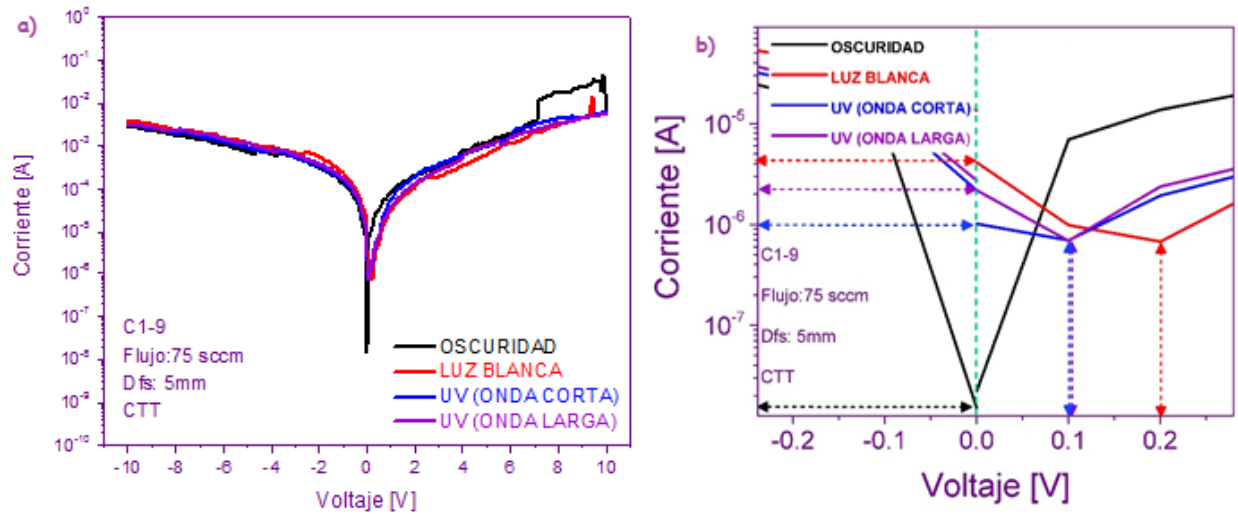 a)
10⁰
10⁻¹
10⁻²
10⁻³
10⁻⁴
10⁻⁵
10⁻⁶
10⁻⁷
10⁻⁸
10⁻⁹
10⁻¹⁰
Corriente [A]
C1-9
Flujo:75 sccm
Dfs: 5mm
CTT
OSCURIDAD
LUZ BLANCA
UV (ONDA CORTA)
UV (ONDA LARGA)
-10 -8 -6 -4 -2 0 2 4 6 8 10
Voltaje [V]
b)
OSCURIDAD
LUZ BLANCA
UV (ONDA CORTA)
UV (ONDA LARGA)
10⁻⁵
10⁻⁶
10⁻⁷
Corriente [A]
C1-9
Flujo:75 sccm
Dfs: 5mm
CTT
-0.2 -0.1 0.0 0.1 0.2
Voltaje [V]